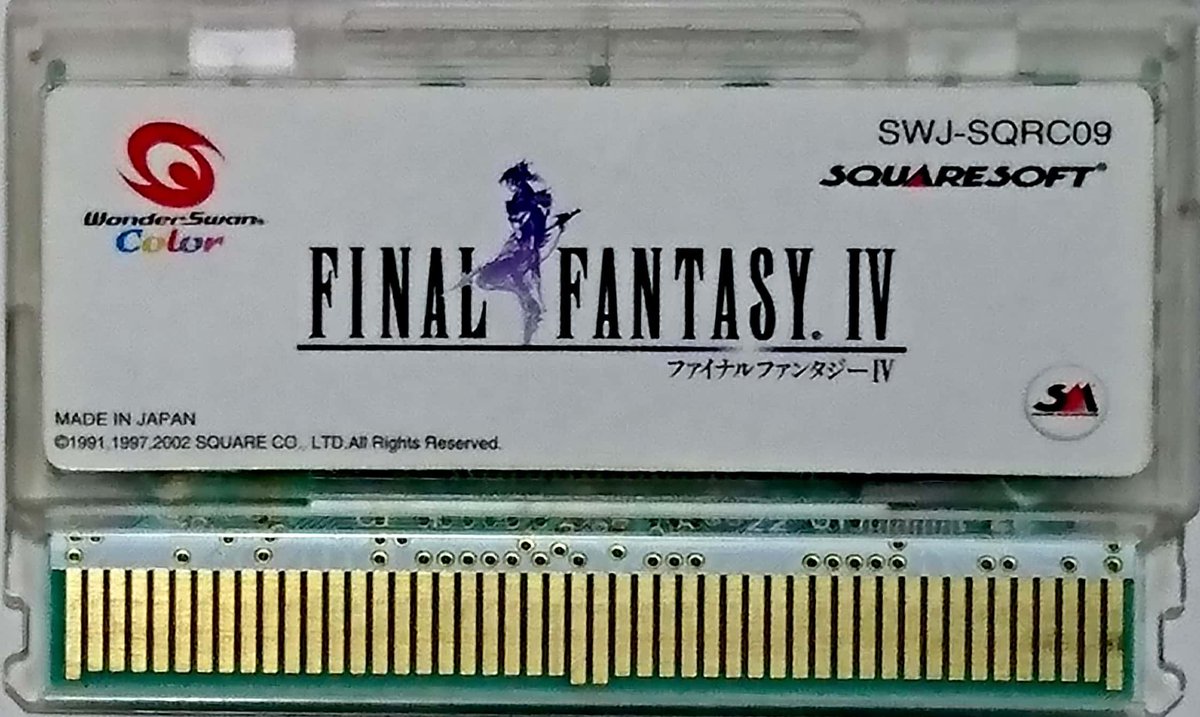 WonderSwan
Color
SWJ-SQRC09
SQUARESOFT®
FINAL FANTASY. IV
ファイナルファンタジーIV
MADE IN JAPAN
©1991,1997,2002 SQUARE CO., LTD.All Rights Reserved.
SM